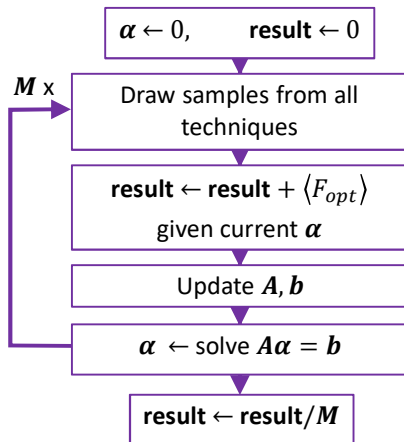 α ← 0, result ← 0
M x
Draw samples from all
techniques
result ← result + ⟨F_opt⟩
given current α
Update A, b
α ← solve Aα = b
result ← result/M